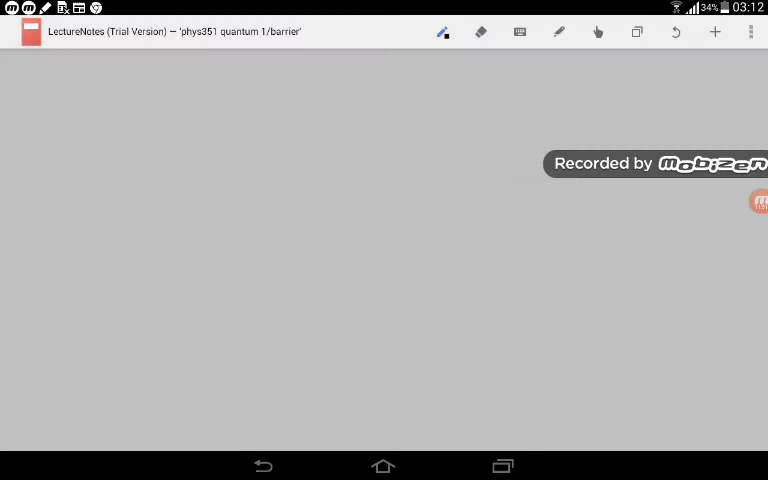 34% 03:12
LectureNotes (Trial Version) — 'phys351 quantum 1/barrier'
Recorded by mobizen